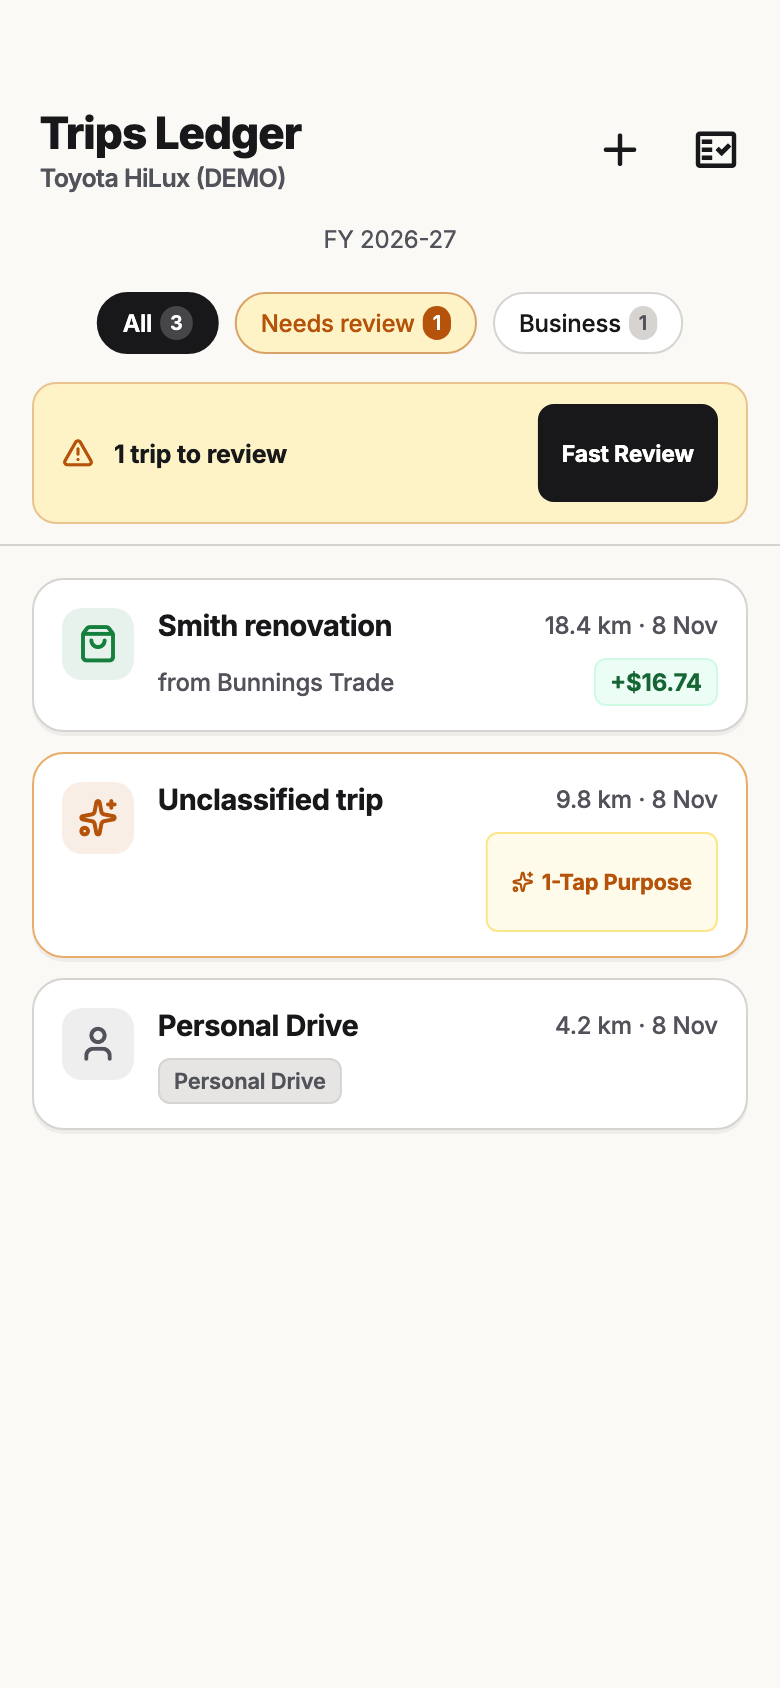 Trips Ledger
Toyota HiLux (DEMO)
FY 2026-27
All 3 Needs review 1 Business 1
1 trip to review Fast Review
Smith renovation 18.4 km · 8 Nov
from Bunnings Trade +$16.74
Unclassified trip 9.8 km · 8 Nov
1-Tap Purpose
Personal Drive 4.2 km · 8 Nov
Personal Drive